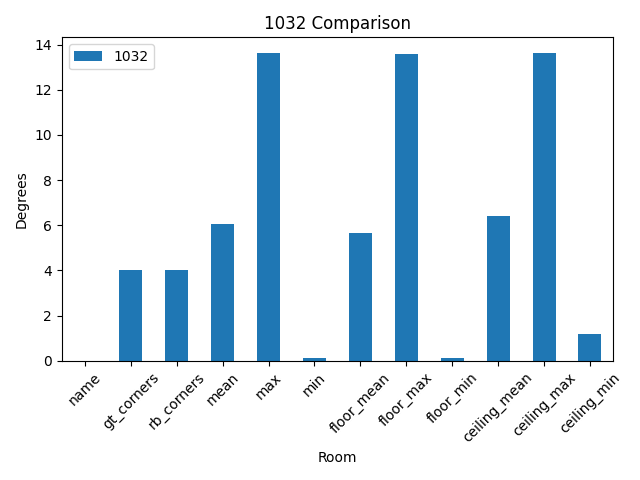 1032 Comparison
1032
Degrees
14
12
10
8
6
4
2
0
name
gt_corners
rb_corners
mean
max
min
floor_mean
floor_max
floor_min
ceiling_mean
ceiling_max
ceiling_min
Room